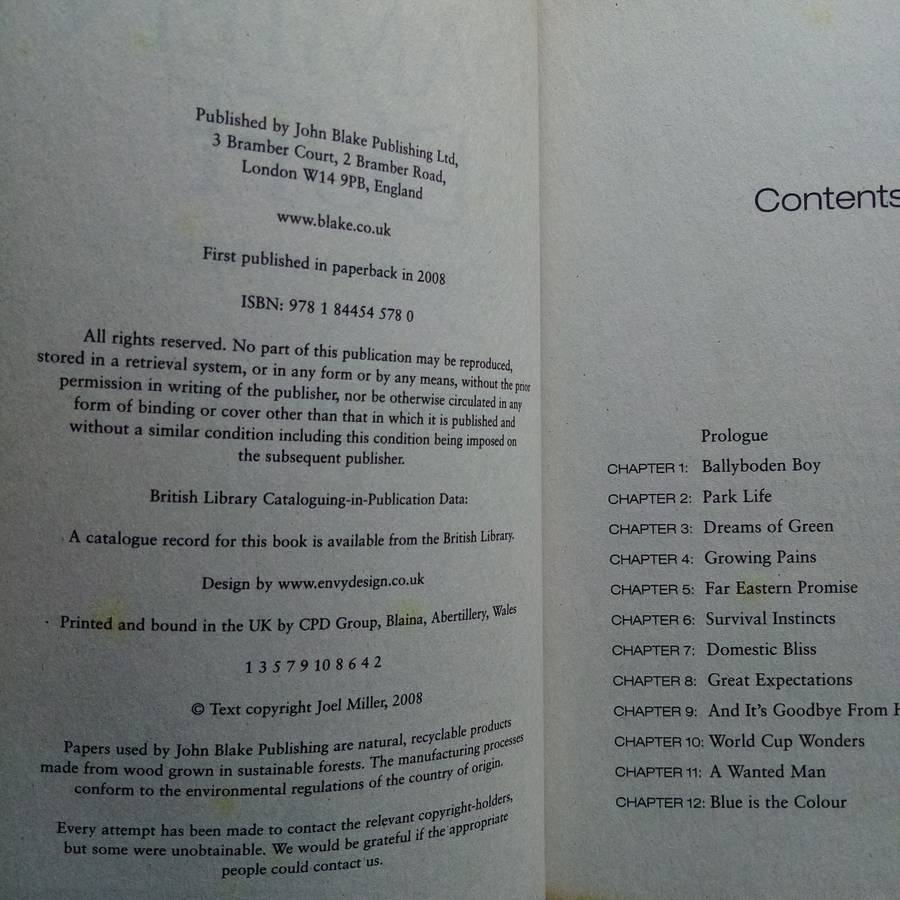 Published by John Blake Publishing Ltd,
3 Bramber Court, 2 Bramber Road,
London W14 9PB, England
www.blake.co.uk
First published in paperback in 2008
ISBN: 978 1 84454 578 0
All rights reserved. No part of this publication may be reproduced,
stored in a retrieval system, or in any form or by any means, without the prior
permission in writing of the publisher, nor be otherwise circulated in any
form of binding or cover other than that in which it is published and
without a similar condition including this condition being imposed on
the subsequent publisher.
British Library Cataloguing-in-Publication Data:
A catalogue record for this book is available from the British Library.
Design by www.envydesign.co.uk
Printed and bound in the UK by CPD Group, Blaina, Abertillery, Wales
1 3 5 7 9 10 8 6 4 2
© Text copyright Joel Miller, 2008
Papers used by John Blake Publishing are natural, recyclable products
made from wood grown in sustainable forests. The manufacturing processes
conform to the environmental regulations of the country of origin.
Every attempt has been made to contact the relevant copyright-holders,
but some were unobtainable. We would be grateful if the appropriate
people could contact us.
Contents
Prologue
CHAPTER 1: Ballyboden Boy
CHAPTER 2: Park Life
CHAPTER 3: Dreams of Green
CHAPTER 4: Growing Pains
CHAPTER 5: Far Eastern Promise
CHAPTER 6: Survival Instincts
CHAPTER 7: Domestic Bliss
CHAPTER 8: Great Expectations
CHAPTER 9: And It's Goodbye From
CHAPTER 10: World Cup Wonders
CHAPTER 11: A Wanted Man
CHAPTER 12: Blue is the Colour